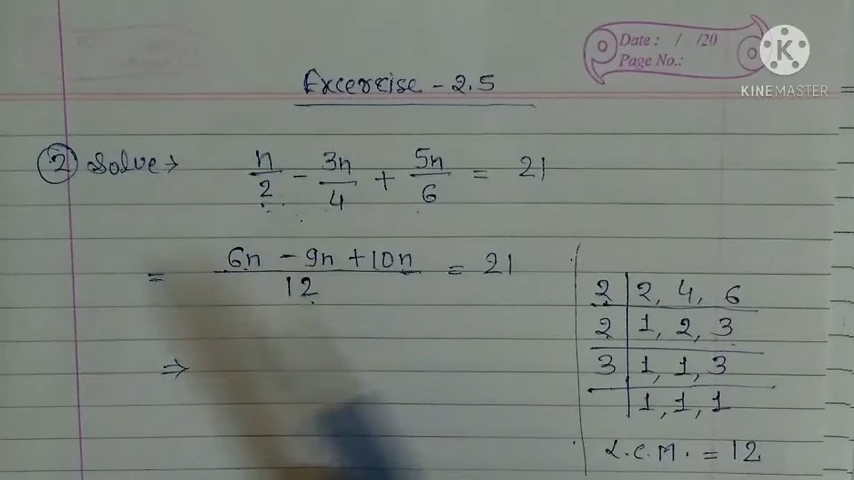 Date : / /20
Page No.:
K
KINEMASTER
Excercise - 2.5
② Solve → n/2 - 3n/4 + 5n/6 = 21
= 6n - 9n + 10n / 12 = 21
⇒
2 | 2, 4, 6
2 | 1, 2, 3
3 | 1, 1, 3
| 1, 1, 1
L.C.M. = 12